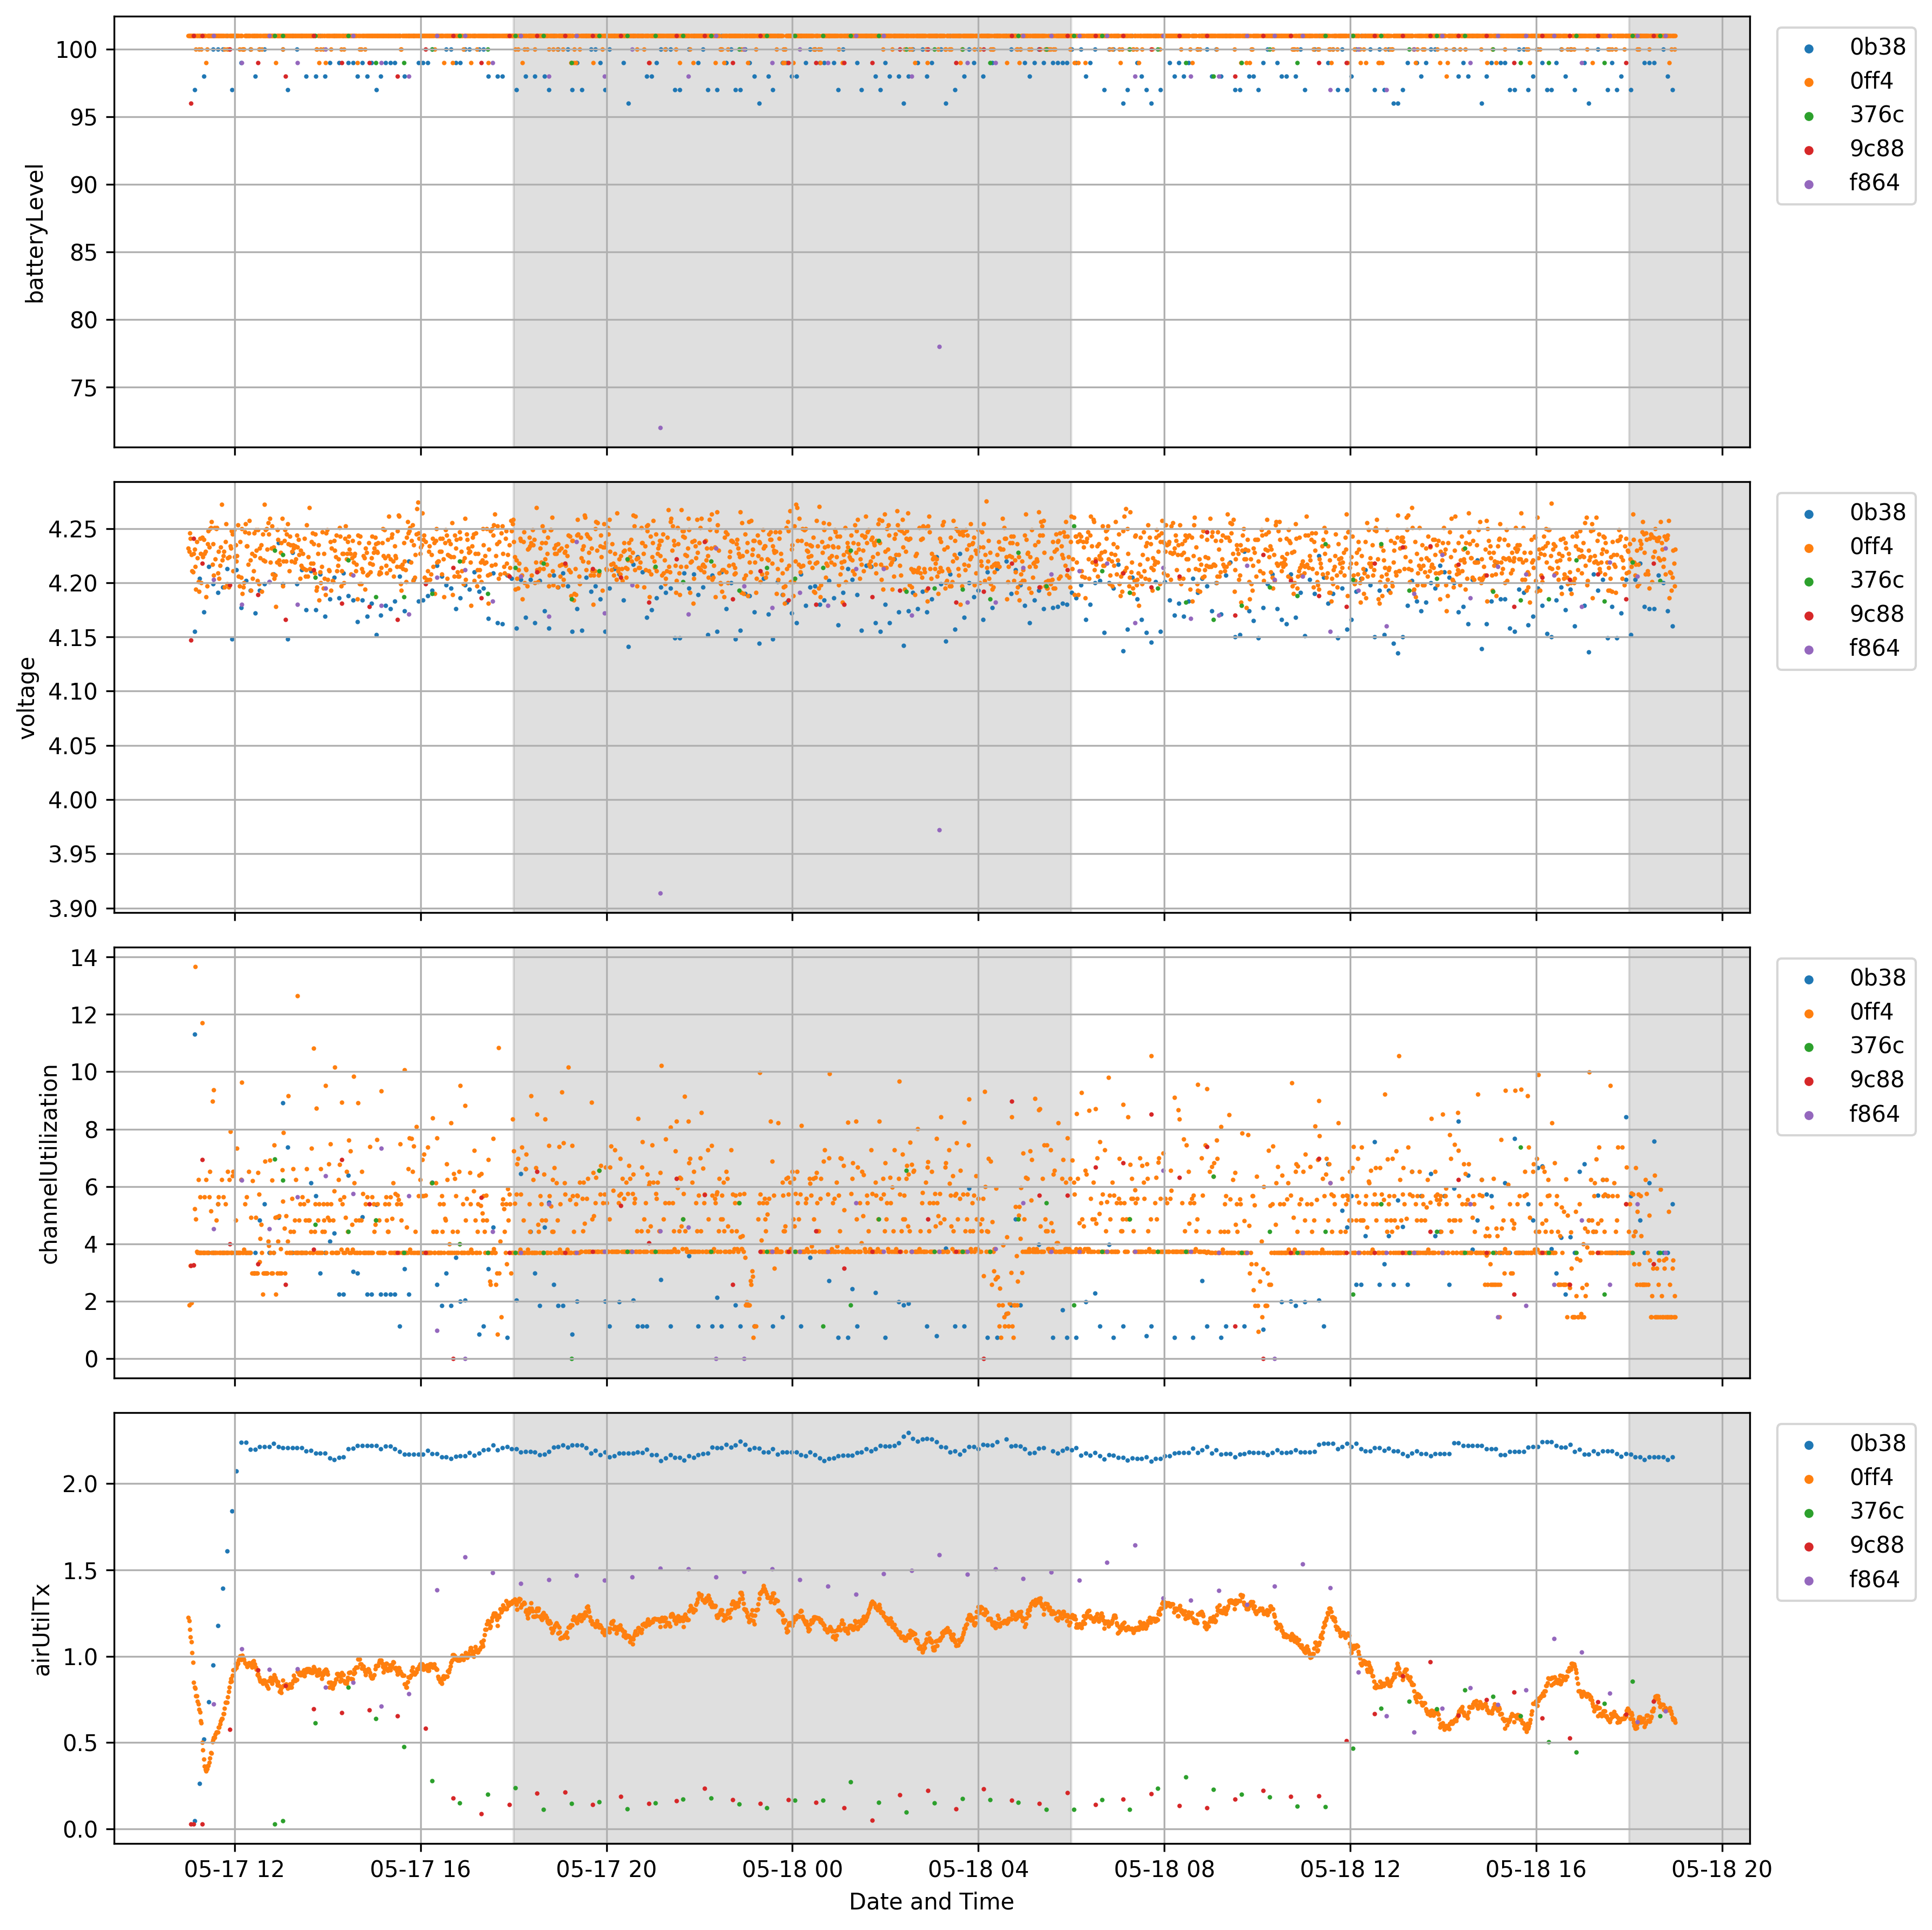 100
95
90
85
80
75
batteryLevel
0b38
0ff4
376c
9c88
f864
4.25
4.20
4.15
4.10
4.05
4.00
3.95
3.90
voltage
0b38
0ff4
376c
9c88
f864
14
12
10
8
6
4
2
0
channelUtilization
0b38
0ff4
376c
9c88
f864
2.0
1.5
1.0
0.5
0.0
airUtilTx
0b38
0ff4
376c
9c88
f864
05-17 12 05-17 16 05-17 20 05-18 00 05-18 04 05-18 08 05-18 12 05-18 16 05-18 20
Date and Time